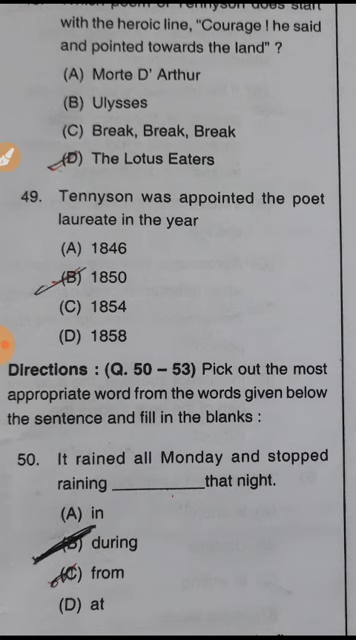 with the heroic line, "Courage ! he said
and pointed towards the land" ?
(A) Morte D' Arthur
(B) Ulysses
(C) Break, Break, Break
(D) The Lotus Eaters
49. Tennyson was appointed the poet
laureate in the year
(A) 1846
(B) 1850
(C) 1854
(D) 1858
Directions : (Q. 50 – 53) Pick out the most
appropriate word from the words given below
the sentence and fill in the blanks :
50. It rained all Monday and stopped
raining __________that night.
(A) in
(B) during
(C) from
(D) at